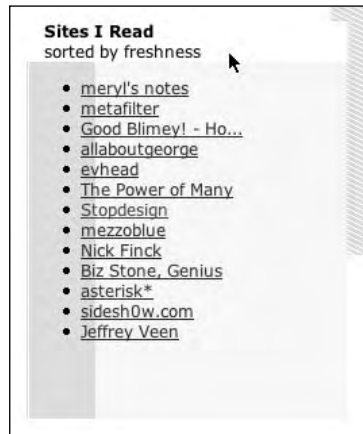 Sites I Read
sorted by freshness
meryl's notes
metafilter
Good Blimey! - Ho...
allaboutgeorge
evhead
The Power of Many
Stopdesign
mezzoblue
Nick Finck
Biz Stone, Genius
asterisk*
sidesh0w.com
Jeffrey Veen